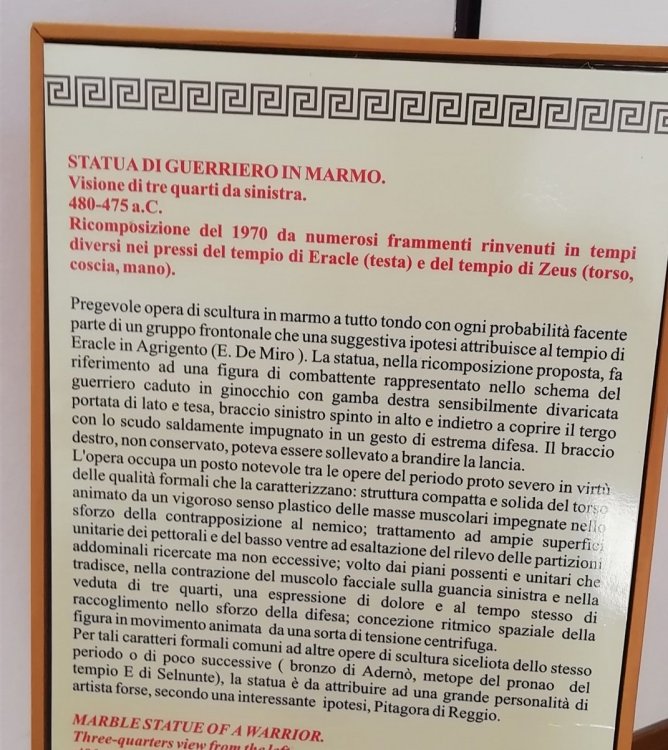 STATUA DI GUERRIERO IN MARMO.
Visione di tre quarti da sinistra.
480-475 a.C.
Ricomposizione del 1970 da numerosi frammenti rinvenuti in tempi
diversi nei pressi del tempio di Eracle (testa) e del tempio di Zeus (torso,
coscia, mano).
Pregevole opera di scultura in marmo a tutto tondo con ogni probabilità facente
parte di un gruppo frontonale che una suggestiva ipotesi attribuisce al tempio di
Eracle in Agrigento (E. De Miro ). La statua, nella ricomposizione proposta, fa
riferimento ad una figura di combattente rappresentato nello schema del
guerriero caduto in ginocchio con gamba destra sensibilmente divaricata
portata di lato e tesa, braccio sinistro spinto in alto e indietro a coprire il tergo
con lo scudo saldamente impugnato in un gesto di estrema difesa. Il braccio
destro, non conservato, poteva essere sollevato a brandire la lancia.
L'opera occupa un posto notevole tra le opere del periodo proto severo in virtù
delle qualità formali che la caratterizzano: struttura compatta e solida del torso
animato da un vigoroso senso plastico delle masse muscolari impegnate nello
sforzo della contrapposizione al nemico; trattamento ad ampie superfici
unitarie dei pettorali e del basso ventre ad esaltazione del rilievo delle partizioni
addominali ricercate ma non eccessive; volto dai piani possenti e unitari che
tradisce, nella contrazione del muscolo facciale sulla guancia sinistra e nella
veduta di tre quarti, una espressione di dolore e al tempo stesso di
raccoglimento nello sforzo della difesa; concezione ritmico spaziale della
figura in movimento animata da una sorta di tensione centrifuga.
Per tali caratteri formali comuni ad altre opere di scultura siceliota dello stesso
periodo o di poco successive ( bronzo di Adernò, metope del pronao del
tempio E di Selnunte), la statua è da attribuire ad una grande personalità di
artista forse, secondo una interessante ipotesi, Pitagora di Reggio.
MARBLE STATUE OF A WARRIOR.
Three-quarters view from the left